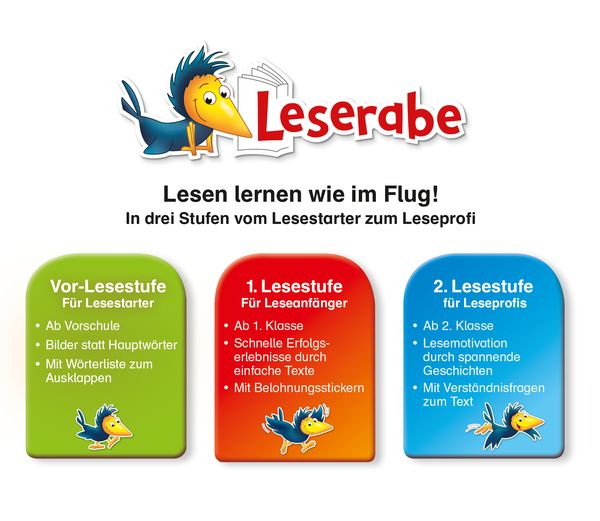 Leserabe
Lesen lernen wie im Flug!
In drei Stufen vom Lesestarter zum Leseprofi
Vor-Lesestufe
Für Lesestarter
• Ab Vorschule
• Bilder statt Hauptwörter
• Mit Wörterliste zum
Ausklappen
1. Lesestufe
Für Leseanfänger
• Ab 1. Klasse
• Schnelle Erfolgs-
erlebnisse durch
einfache Texte
• Mit Belohnungsstickern
2. Lesestufe
für Leseprofis
• Ab 2. Klasse
• Lesemotivation
durch spannende
Geschichten
• Mit Verständnisfragen
zum Text